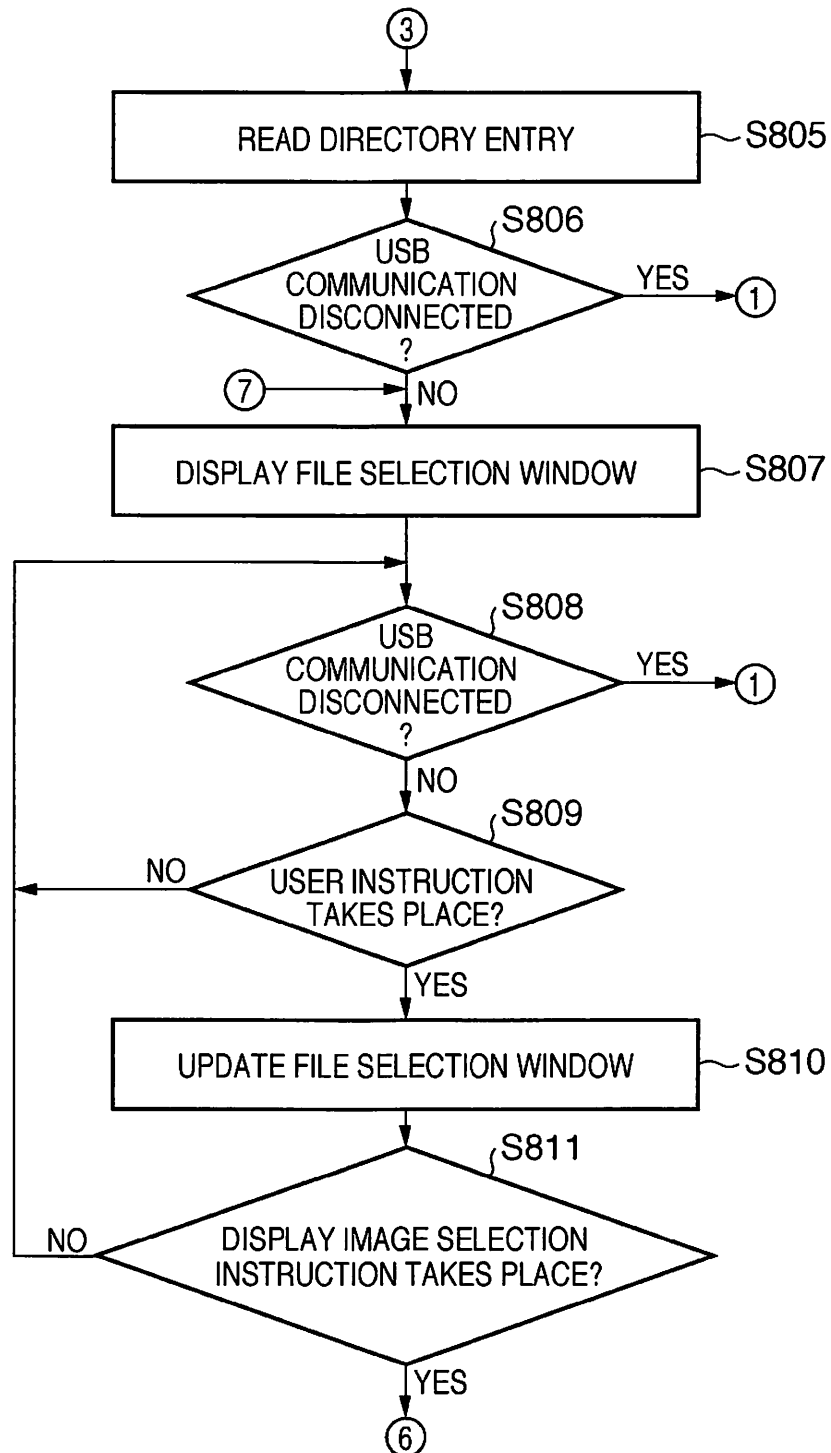 3
READ DIRECTORY ENTRY
S805
S806
USB
COMMUNICATION
DISCONNECTED
?
YES
1
7
NO
DISPLAY FILE SELECTION WINDOW
S807
S808
USB
COMMUNICATION
DISCONNECTED
?
YES
1
NO
S809
NO
USER INSTRUCTION
TAKES PLACE?
YES
UPDATE FILE SELECTION WINDOW
S810
S811
NO
DISPLAY IMAGE SELECTION
INSTRUCTION TAKES PLACE?
YES
6